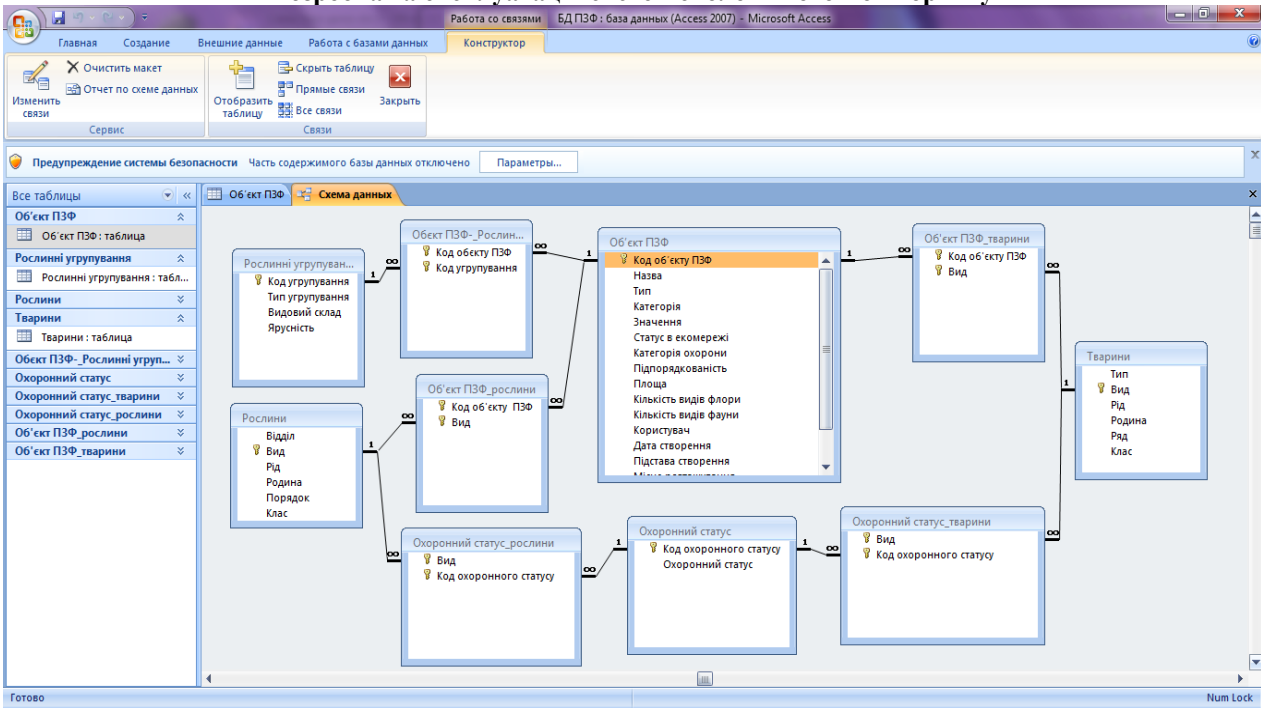 Работа со связями
БД ПЗФ : база данных (Access 2007) - Microsoft Access
Главная
Создание
Внешние данные
Работа с базами данных
Конструктор
Изменить связи
Очистить макет
Отчет по схеме данных
Сервис
Отобразить таблицу
Скрыть таблицу
Прямые связи
Все связи
Закрыть
Связи
Предупреждение системы безопасности
Часть содержимого базы данных отключено
Параметры...
Все таблицы
Об'єкт ПЗФ
Об'єкт ПЗФ : таблица
Рослинні угрупування
Рослинні угрупування : табл...
Рослини
Тварини
Тварини : таблица
Обєкт ПЗФ-_Рослинні угруп...
Охоронний статус
Охоронний статус_тварини
Охоронний статус_рослини
Об'єкт ПЗФ_рослини
Об'єкт ПЗФ_тварини
Об'єкт ПЗФ
Схема данных
Рослинні угрупуван...
Код угрупування
Тип угрупування
Видовий склад
Ярусність
Обєкт ПЗФ-_Рослин...
Код обєкту ПЗФ
Код угрупування
Об'єкт ПЗФ
Код об'єкту ПЗФ
Назва
Тип
Категорія
Значення
Статус в екомережі
Категорія охорони
Підпорядкованість
Площа
Кількість видів флори
Кількість видів фауни
Користувач
Дата створення
Підстава створення
Об'єкт ПЗФ_тварини
Код об'єкту ПЗФ
Вид
Тварини
Тип
Вид
Рід
Родина
Ряд
Клас
Об'єкт ПЗФ_рослини
Код об'єкту ПЗФ
Вид
Рослини
Відділ
Вид
Рід
Родина
Порядок
Клас
Охоронний статус_рослини
Вид
Код охоронного статусу
Охоронний статус
Код охоронного статусу
Охоронний статус
Охоронний статус_тварини
Вид
Код охоронного статусу
1
∞
∞
1
1
∞
∞
1
1
∞
∞
∞
∞
1
1
∞
∞
Готово
Num Lock